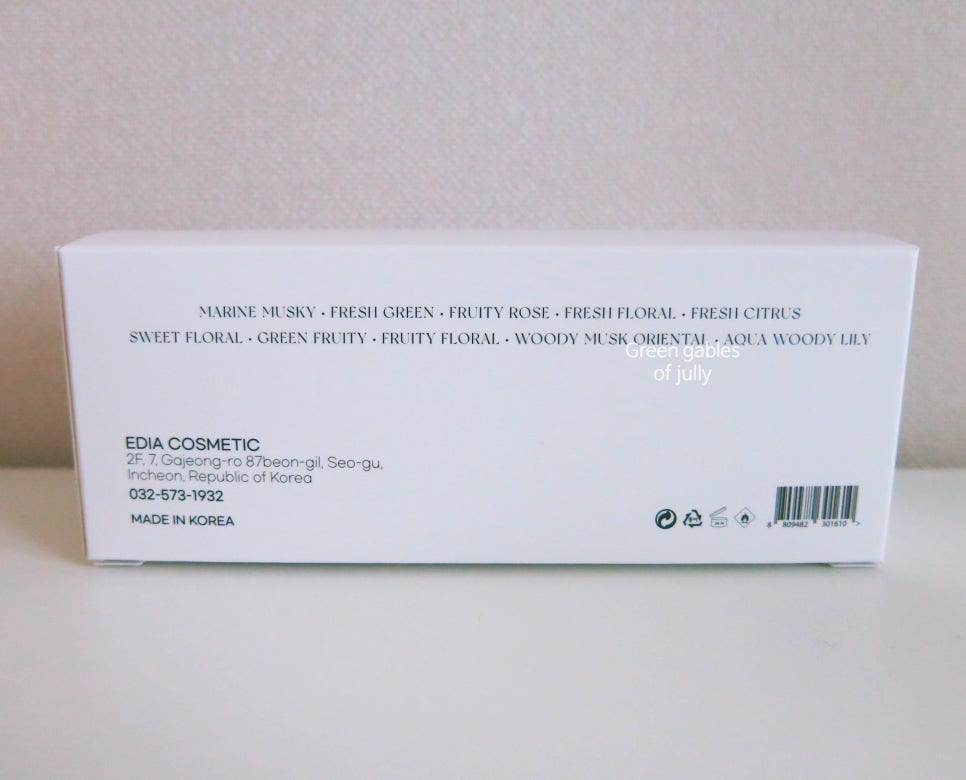 MARINE MUSKY · FRESH GREEN · FRUITY ROSE · FRESH FLORAL · FRESH CITRUS
SWEET FLORAL · GREEN FRUITY · FRUITY FLORAL · WOODY MUSK ORIENTAL · AQUA WOODY LILY
Green gables
of jully
EDIA COSMETIC
2F, 7, Gajeong-ro 87beon-gil, Seo-gu,
Incheon, Republic of Korea
032-573-1932
MADE IN KOREA
8 809482 301610 >